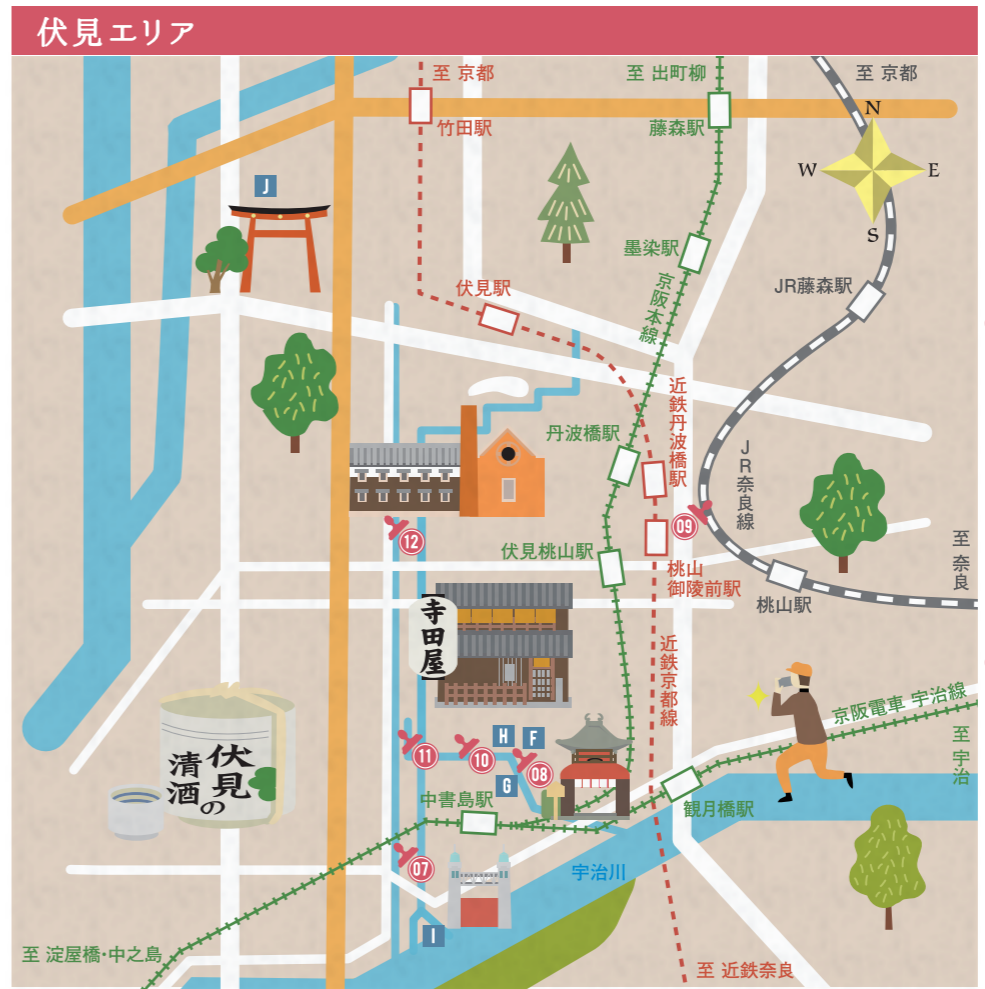 伏見エリア
至 京都
至 出町柳
至 京都
N
竹田駅
藤森駅
W
E
J
S
墨染駅
JR藤森駅
伏見駅
京阪本線
近鉄丹波橋駅
丹波橋駅
JR奈良線
09
12
伏見桃山駅
至 奈良
桃山
御陵前駅
桃山駅
寺田屋
近鉄京都線
京阪電車 宇治線
至 宇治
伏見の
清酒
H
F
11
10
08
G
中書島駅
観月橋駅
07
宇治川
I
至 淀屋橋・中之島
至 近鉄奈良